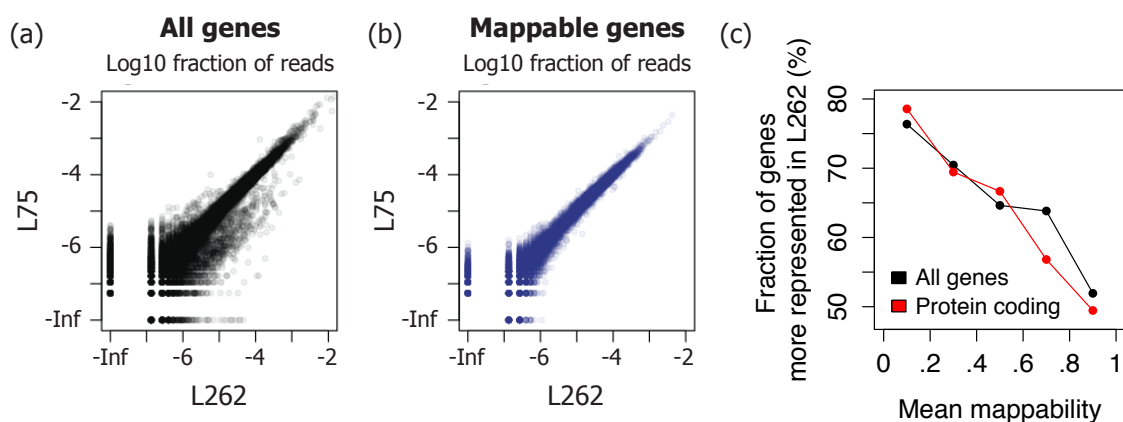 (a)
All genes
Log10 fraction of reads
-2
-4
-6
-Inf
L75
-Inf
-6
-4
-2
L262
(b)
Mappable genes
Log10 fraction of reads
-2
-4
-6
-Inf
L75
-Inf
-6
-4
-2
L262
(c)
Fraction of genes
more represented in L262 (%)
80
70
60
50
All genes
Protein coding
0
.2
.4
.6
.8
1
Mean mappability